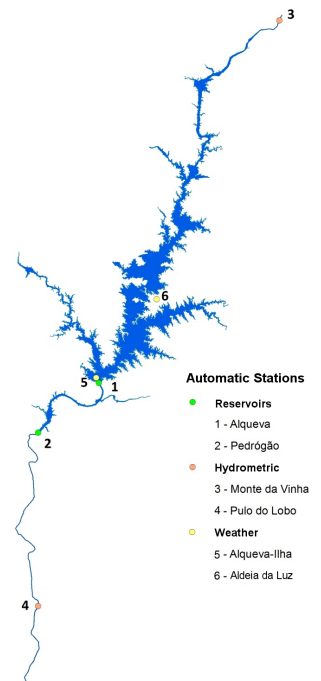 3
6
5
1
2
4
Automatic Stations
Reservoirs
1 - Alqueva
2 - Pedrógão
Hydrometric
3 - Monte da Vinha
4 - Pulo do Lobo
Weather
5 - Alqueva-Ilha
6 - Aldeia da Luz